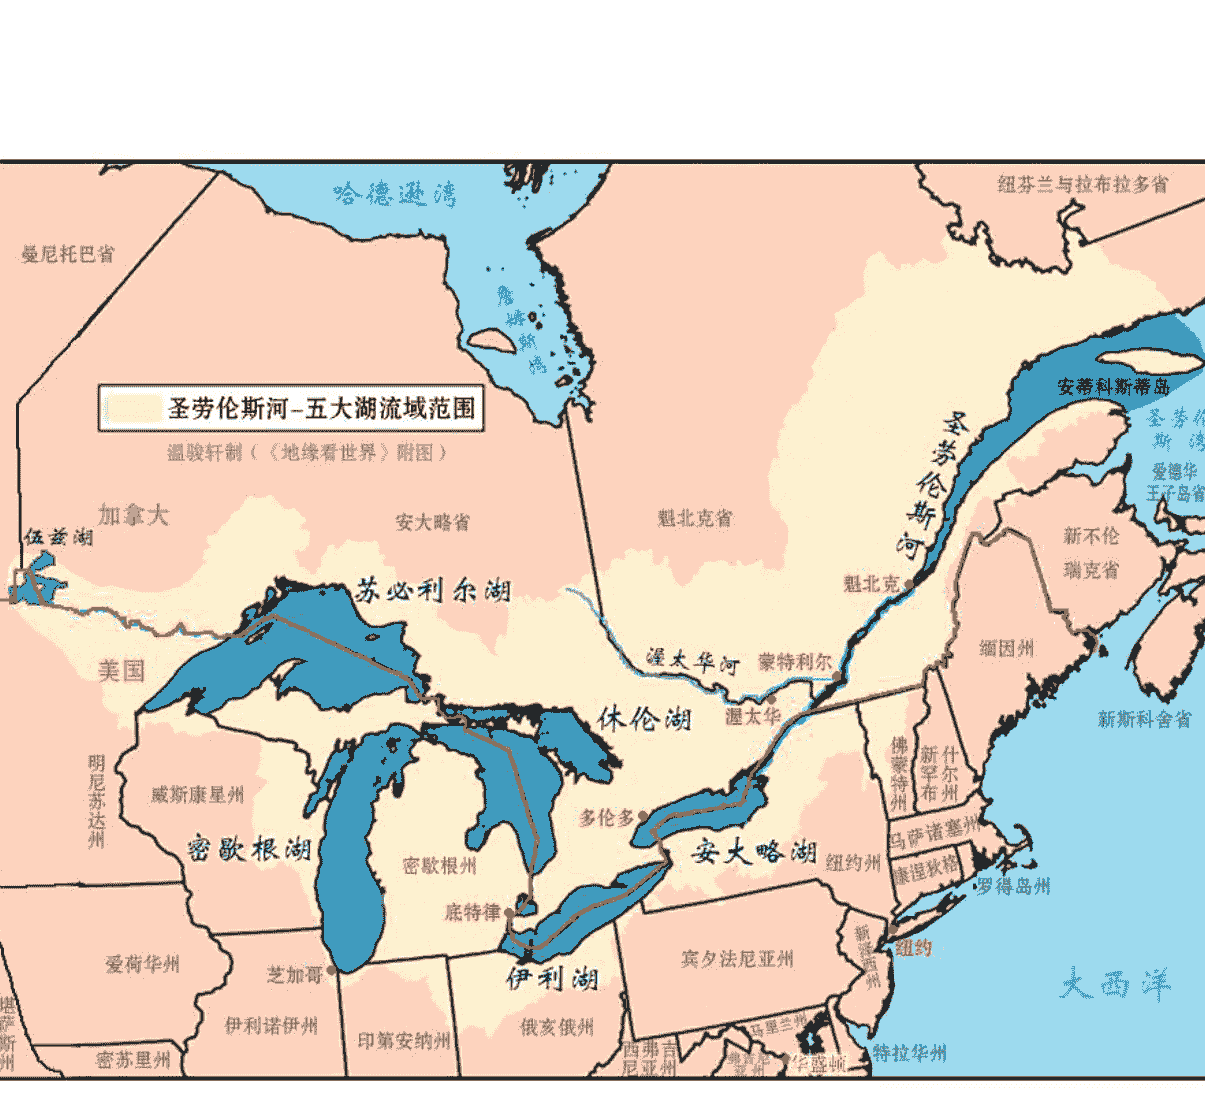 哈德逊湾
纽芬兰与拉布拉多省
曼尼托巴省
詹姆斯湾
圣劳伦斯河-五大湖流域范围
温骏轩制(《地缘看世界》附图)
安蒂科斯蒂岛
圣劳伦
斯湾
爱德华
王子岛省
圣劳伦斯河
加拿大
安大略省
魁北克省
新不伦
瑞克省
伍兹湖
苏必利尔湖
魁北克
美国
渥太华河
蒙特利尔
缅因州
休伦湖
渥太华
新斯科舍省
明尼苏达州
佛蒙特州
新罕布
什尔州
威斯康星州
多伦多
密歇根湖
安大略湖
马萨诸塞州
密歇根州
纽约州
康涅狄格
罗得岛州
底特律
纽约
新泽西州
爱荷华州
芝加哥
伊利湖
宾夕法尼亚州
大西洋
堪萨斯州
伊利诺伊州
印第安纳州
俄亥俄州
马里兰州
密苏里州
西弗吉
尼亚州
华盛顿
特拉华州